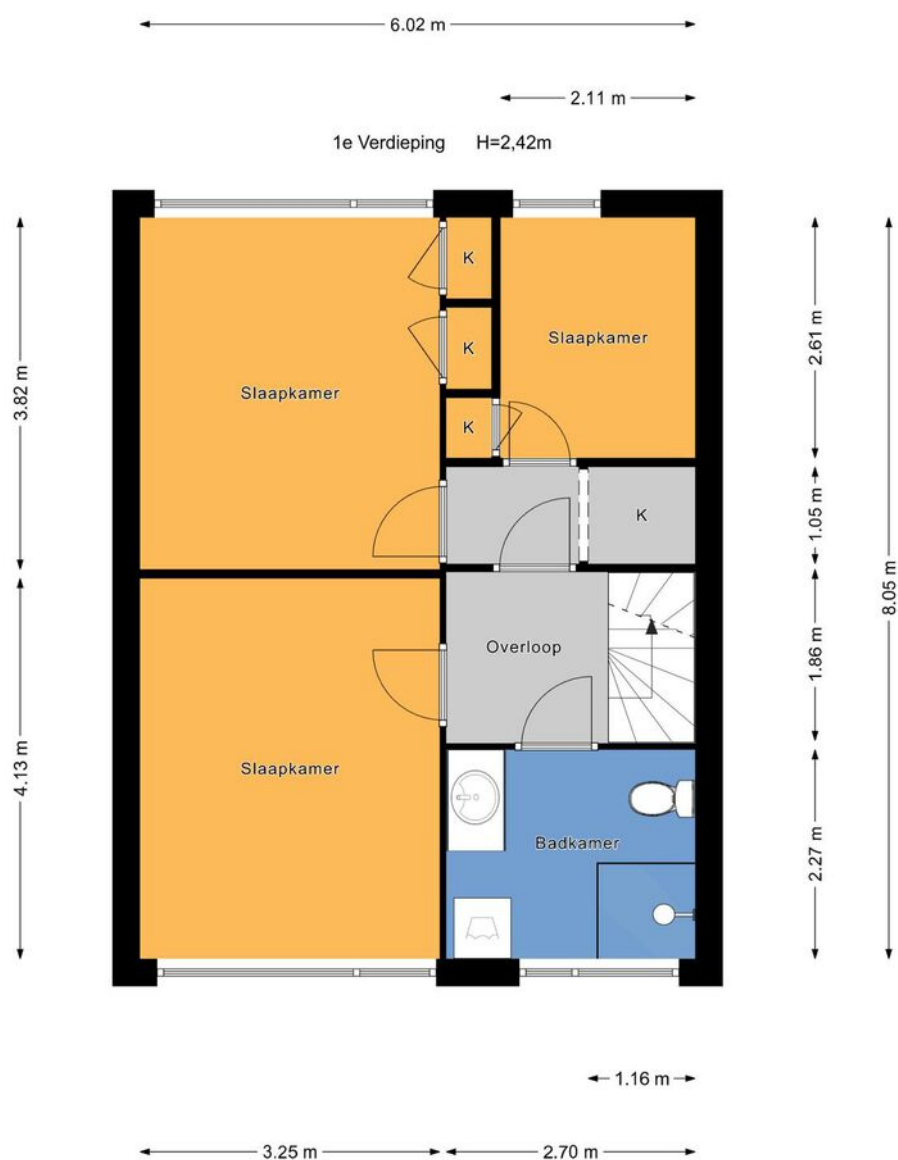 6.02 m
2.11 m
1e Verdieping H=2,42m
K
Slaapkamer
K
2.61 m
Slaapkamer
3.82 m
K
K
1.05 m
8.05 m
Overloop
1.86 m
Slaapkamer
4.13 m
Badkamer
2.27 m
1.16 m
3.25 m
2.70 m